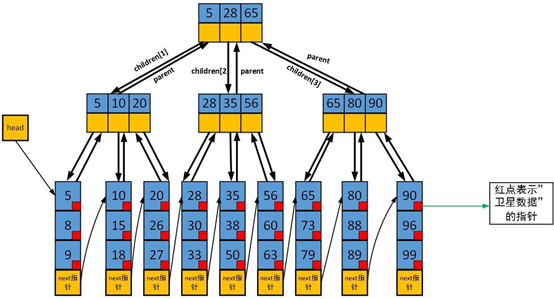 5 28 65
children[1]
parent
children[2
parent
parent
children[3]
5 10 20
28 35 56
65 80 90
head
5 10 20 28 35 56 65 80 90
8 15 26 30 38 60 73 88 96
9 18 27 33 50 63 79 89 99
next指 next指 next指 next指 next指 next指 next指 next指 next指
针 针 针 针 针 针 针 针 针
红点表示”
卫星数据”
的指针